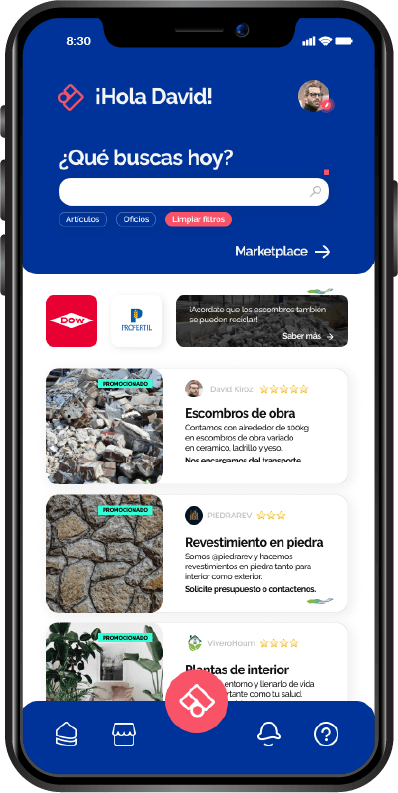 8:30
¡Hola David!
¿Qué buscas hoy?
Artículos
Oficios
Limpiar filtros
Marketplace
DOW
PROFERTIL
¡Acordate que los escombros también
se pueden reciclar!
Saber más
PROMOCIONADO
David Kiroz
Escombros de obra
Contamos con alrededor de 100kg
en escombros de obra variado
en ceramico, ladrillo y yeso.
Nos encargamos del transporte
PROMOCIONADO
PIEDRAREV
Revestimiento en piedra
Somos @piedrarev y hacemos
revestimientos en piedra tanto para
interior como exterior.
Solicite presupuesto o contactenos.
PROMOCIONADO
ViveroHoum
Plantas de interior
entorno y llenarlo de vida
como tu salud.